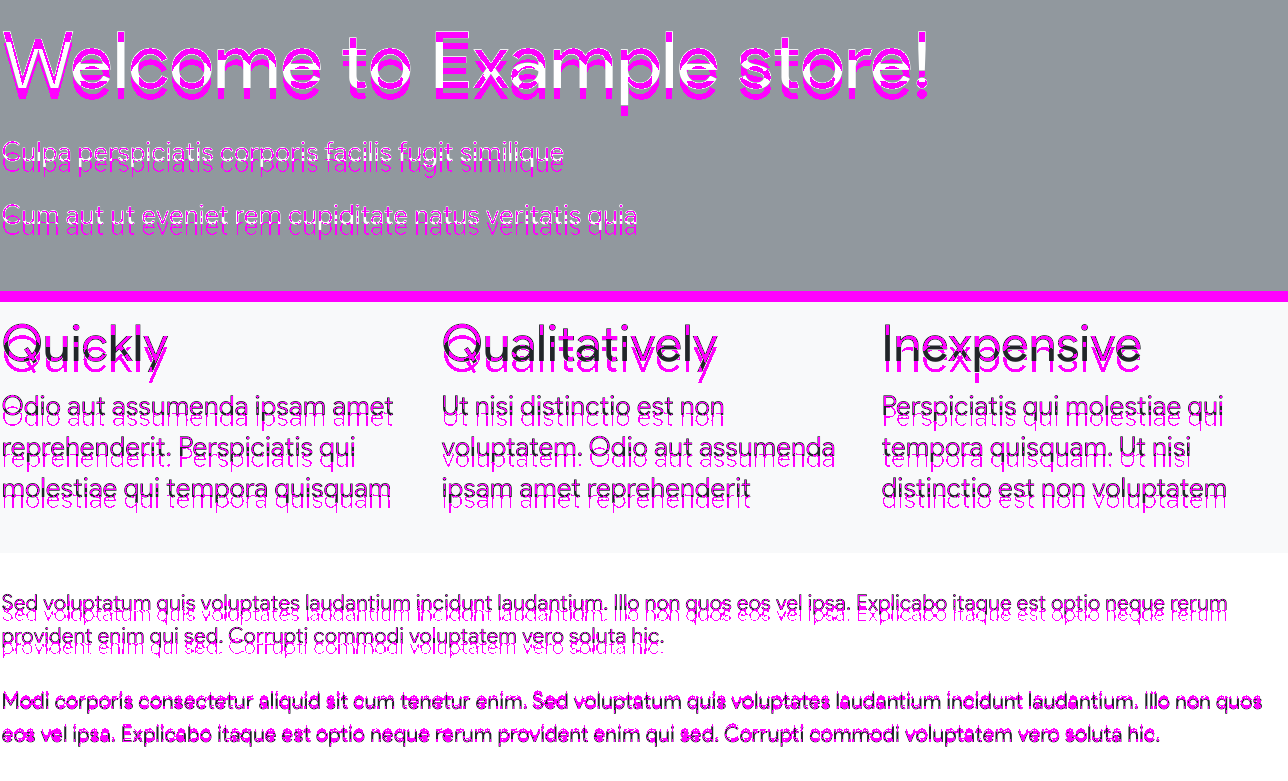 Welcome to Example store!
Culpa perspiciatis corporis facilis fugit similique
Cum aut ut eveniet rem cupiditate natus veritatis quia
Quickly
Odio aut assumenda ipsam amet
reprehenderit. Perspiciatis qui
molestiae qui tempora quisquam
Qualitatively
Ut nisi distinctio est non
voluptatem. Odio aut assumenda
ipsam amet reprehenderit
Inexpensive
Perspiciatis qui molestiae qui
tempora quisquam. Ut nisi
distinctio est non voluptatem
Sed voluptatum quis voluptates laudantium incidunt laudantium. Illo non quos eos vel ipsa. Explicabo itaque est optio neque rerum
provident enim qui sed. Corrupti commodi voluptatem vero soluta hic.
Modi corporis consectetur aliquid sit cum tenetur enim. Sed voluptatum quis voluptates laudantium incidunt laudantium. Illo non quos
eos vel ipsa. Explicabo itaque est optio neque rerum provident enim qui sed. Corrupti commodi voluptatem vero soluta hic.